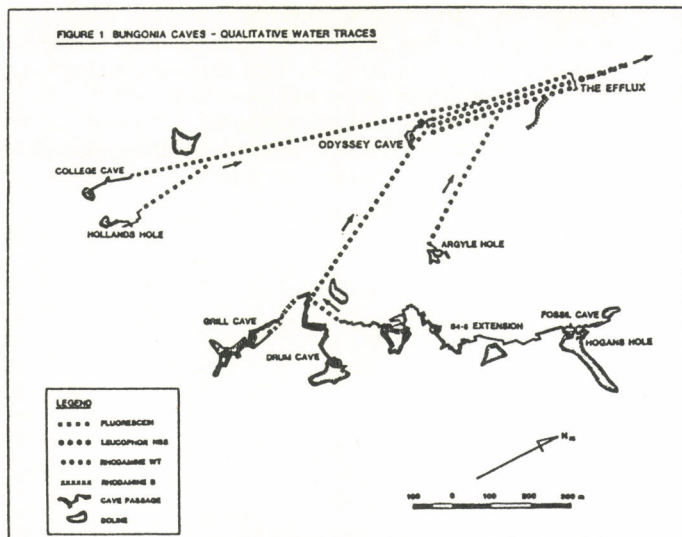 FIGURE 1 BUNGONIA CAVES - QUALITATIVE WATER TRACES
THE EFFLUX
ODYSSEY CAVE
COLLEGE CAVE
HOLLANDS HOLE
ARGYLE HOLE
GRILL CAVE
DRUM CAVE
B4-5 EXTENSION
FOSSIL CAVE
HOGANS HOLE
LEGEND
FLUORESCEIN
LEUCOPHOR
RHODAMINE WT
RHODAMINE B
CAVE PASSAGE
DOLINE
N
100 0 100 200 300 m